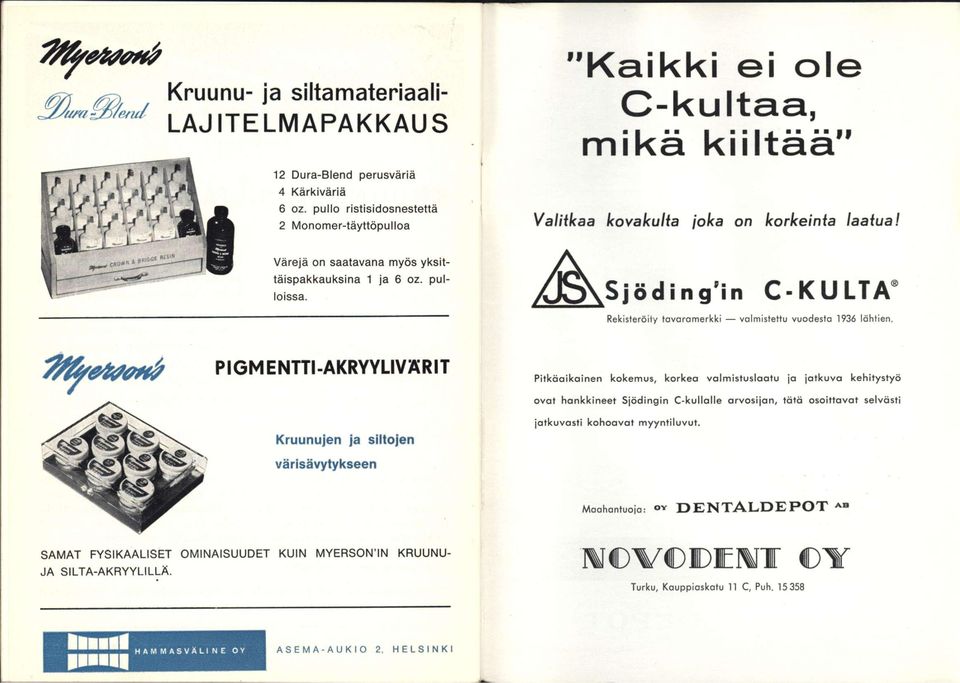 Myerson's
Dura-Blend
Kruunu- ja siltamateriaali-
LAJITELMAPAKKAUS
12 Dura-Blend perusväriä
4 Kärkiväriä
6 oz. pullo ristisidosnestettä
2 Monomer-täyttöpulloa
CROWN & BRIDGE RESIN
Värejä on saatavana myös yksit-
täispakkauksina 1 ja 6 oz. pul-
loissa.
Myerson's
PIGMENTTI-AKRYYLIVÄRIT
Kruunujen ja siltojen
värisävytykseen
SAMAT FYSIKAALISET OMINAISUUDET KUIN MYERSON'IN KRUUNU-
JA SILTA-AKRYYLILLÄ.
HAMMASVÄLINE OY
ASEMA-AUKIO 2, HELSINKI
"Kaikki ei ole
C-kultaa,
mikä kiiltää"
Valitkaa kovakulta joka on korkeinta laatua!
JS Sjöding'in C-KULTA®
Rekisteröity tavaramerkki — valmistettu vuodesta 1936 lähtien.
Pitkäaikainen kokemus, korkea valmistuslaatu ja jatkuva kehitystyö
ovat hankkineet Sjödingin C-kullalle arvosijan, tätä osoittavat selvästi
jatkuvasti kohoavat myyntiluvut.
Maahantuoja: OY DENTALDEPOT AB
NOVODENT OY
Turku, Kauppiaskatu 11 C, Puh. 15 358